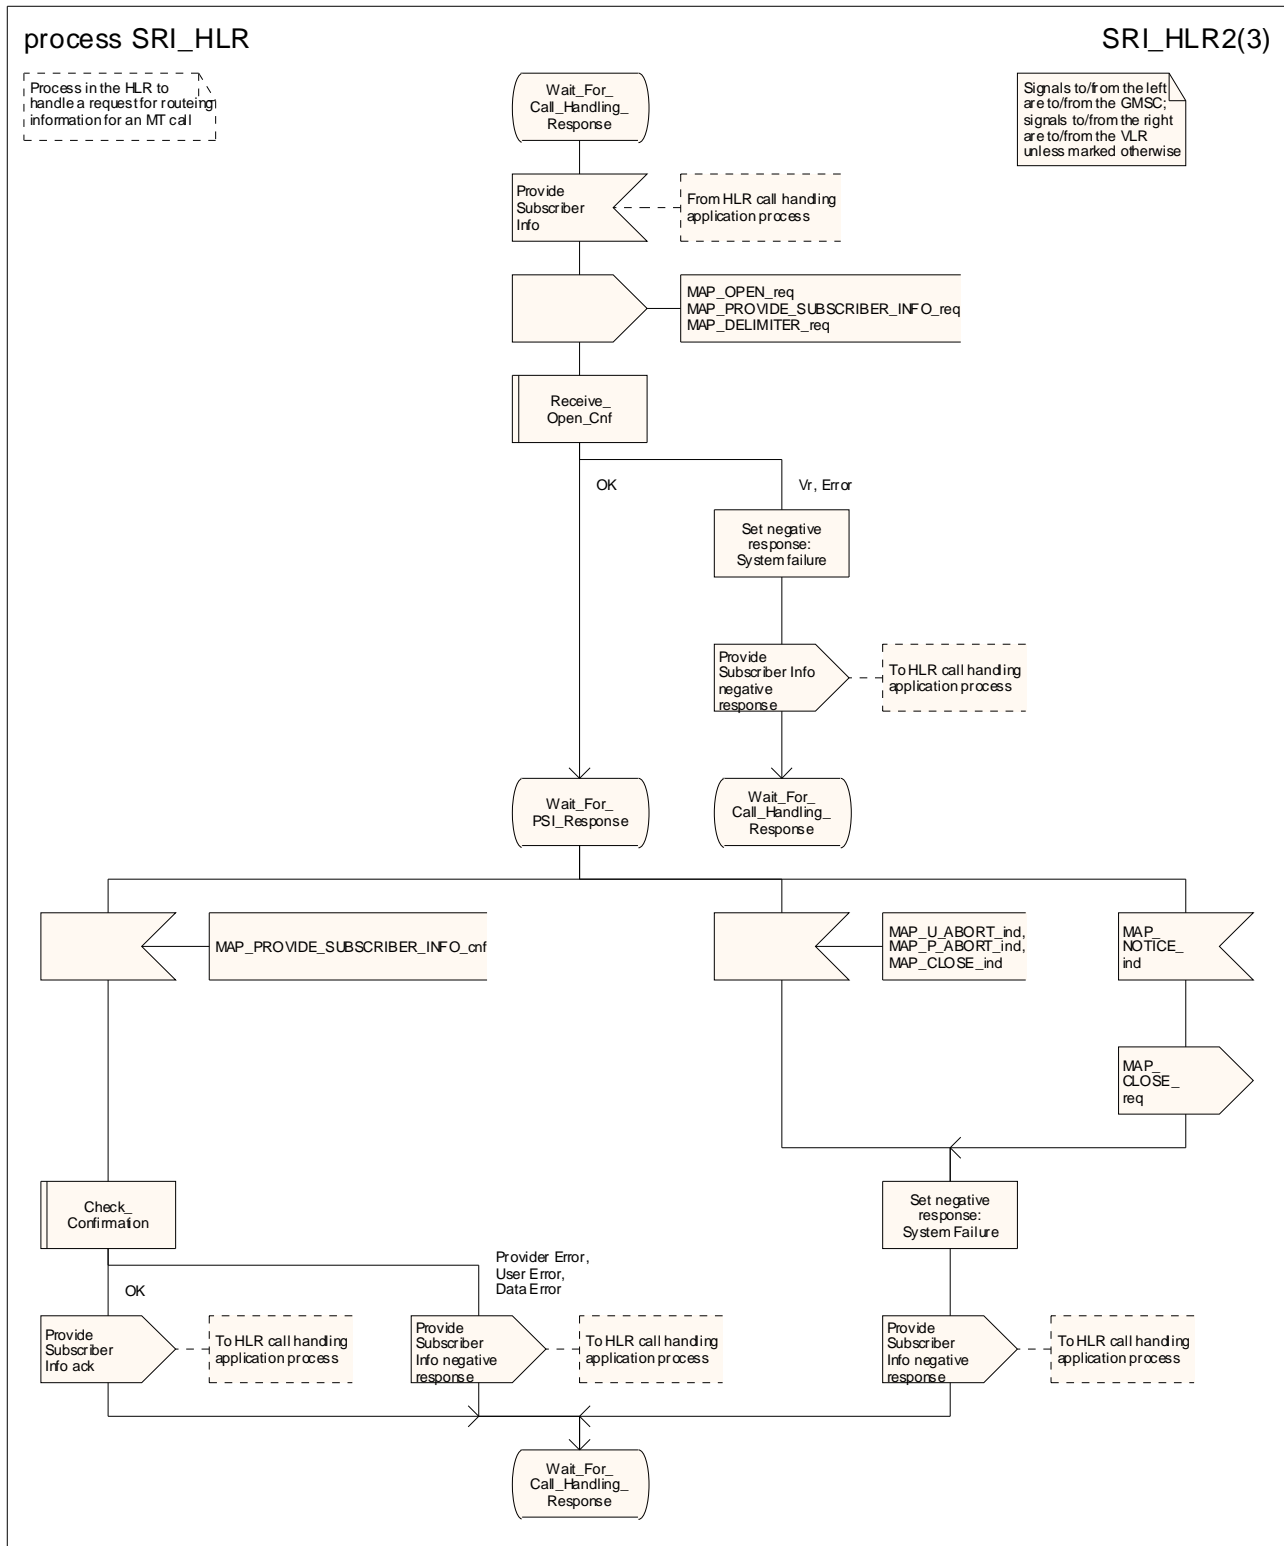 process SRI_HLR
SRI_HLR2(3)
Process in the HLR to
handle a request for routeing
information for an MT call
Wait_For_
Call_Handling_
Response
Signals to/from the left
are to/from the GMSC;
signals to/from the right
are to/from the VLR
unless marked otherwise
Provide
Subscriber
Info
From HLR call handling
application process
MAP_OPEN_req
MAP_PROVIDE_SUBSCRIBER_INFO_req
MAP_DELIMITER_req
Receive_
Open_Cnf
OK
Vr, Error
Set negative
response:
System failure
Provide
Subscriber Info
negative
response
To HLR call handling
application process
Wait_For_
PSI_Response
Wait_For_
Call_Handling_
Response
MAP_PROVIDE_SUBSCRIBER_INFO_cnf
MAP_U_ABORT_ind,
MAP_P_ABORT_ind,
MAP_CLOSE_ind
MAP_
NOTICE_
ind
MAP_
CLOSE_
req
Check_
Confirmation
Set negative
response:
System Failure
OK
Provider Error,
User Error,
Data Error
Provide
Subscriber
Info ack
To HLR call handling
application process
Provide
Subscriber
Info negative
response
To HLR call handling
application process
Provide
Subscriber
Info negative
response
To HLR call handling
application process
Wait_For_
Call_Handling_
Response